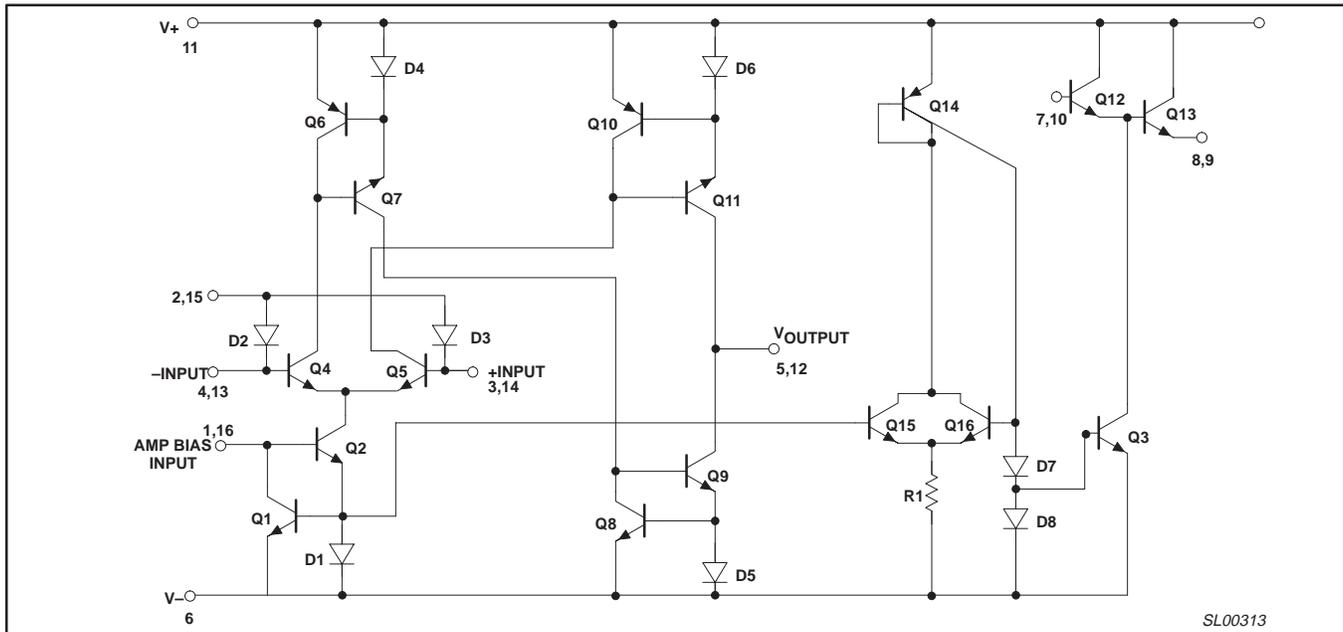 V+
11
D4
D6
Q6
Q10
Q14
Q12
Q13
7,10
8,9
Q7
Q11
2,15
D2
D3
VOUTPUT
5,12
–INPUT
4,13
Q4
Q5
+INPUT
3,14
1,16
AMP BIAS
INPUT
Q2
Q15
Q16
Q3
D7
Q9
R1
Q1
Q8
D8
D1
D5
V–
6
SL00313